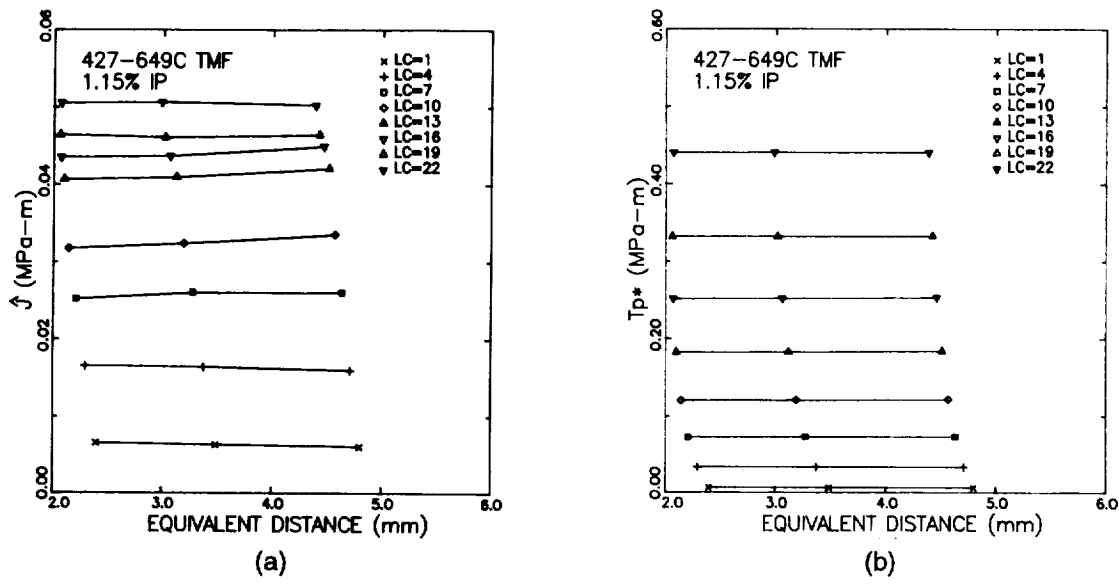 427-649C TMF
1.15% IP
LC=1
LC=4
LC=7
LC=10
LC=13
LC=16
LC=19
LC=22
0.06
0.04
0.02
0.00
Ĵ (MPa-m)
2.0 3.0 4.0 5.0 6.0
EQUIVALENT DISTANCE (mm)
(a)
427-649C TMF
1.15% IP
LC=1
LC=4
LC=7
LC=10
LC=13
LC=16
LC=19
LC=22
0.60
0.40
0.20
0.00
Tp* (MPa-m)
2.0 3.0 4.0 5.0 6.0
EQUIVALENT DISTANCE (mm)
(b)